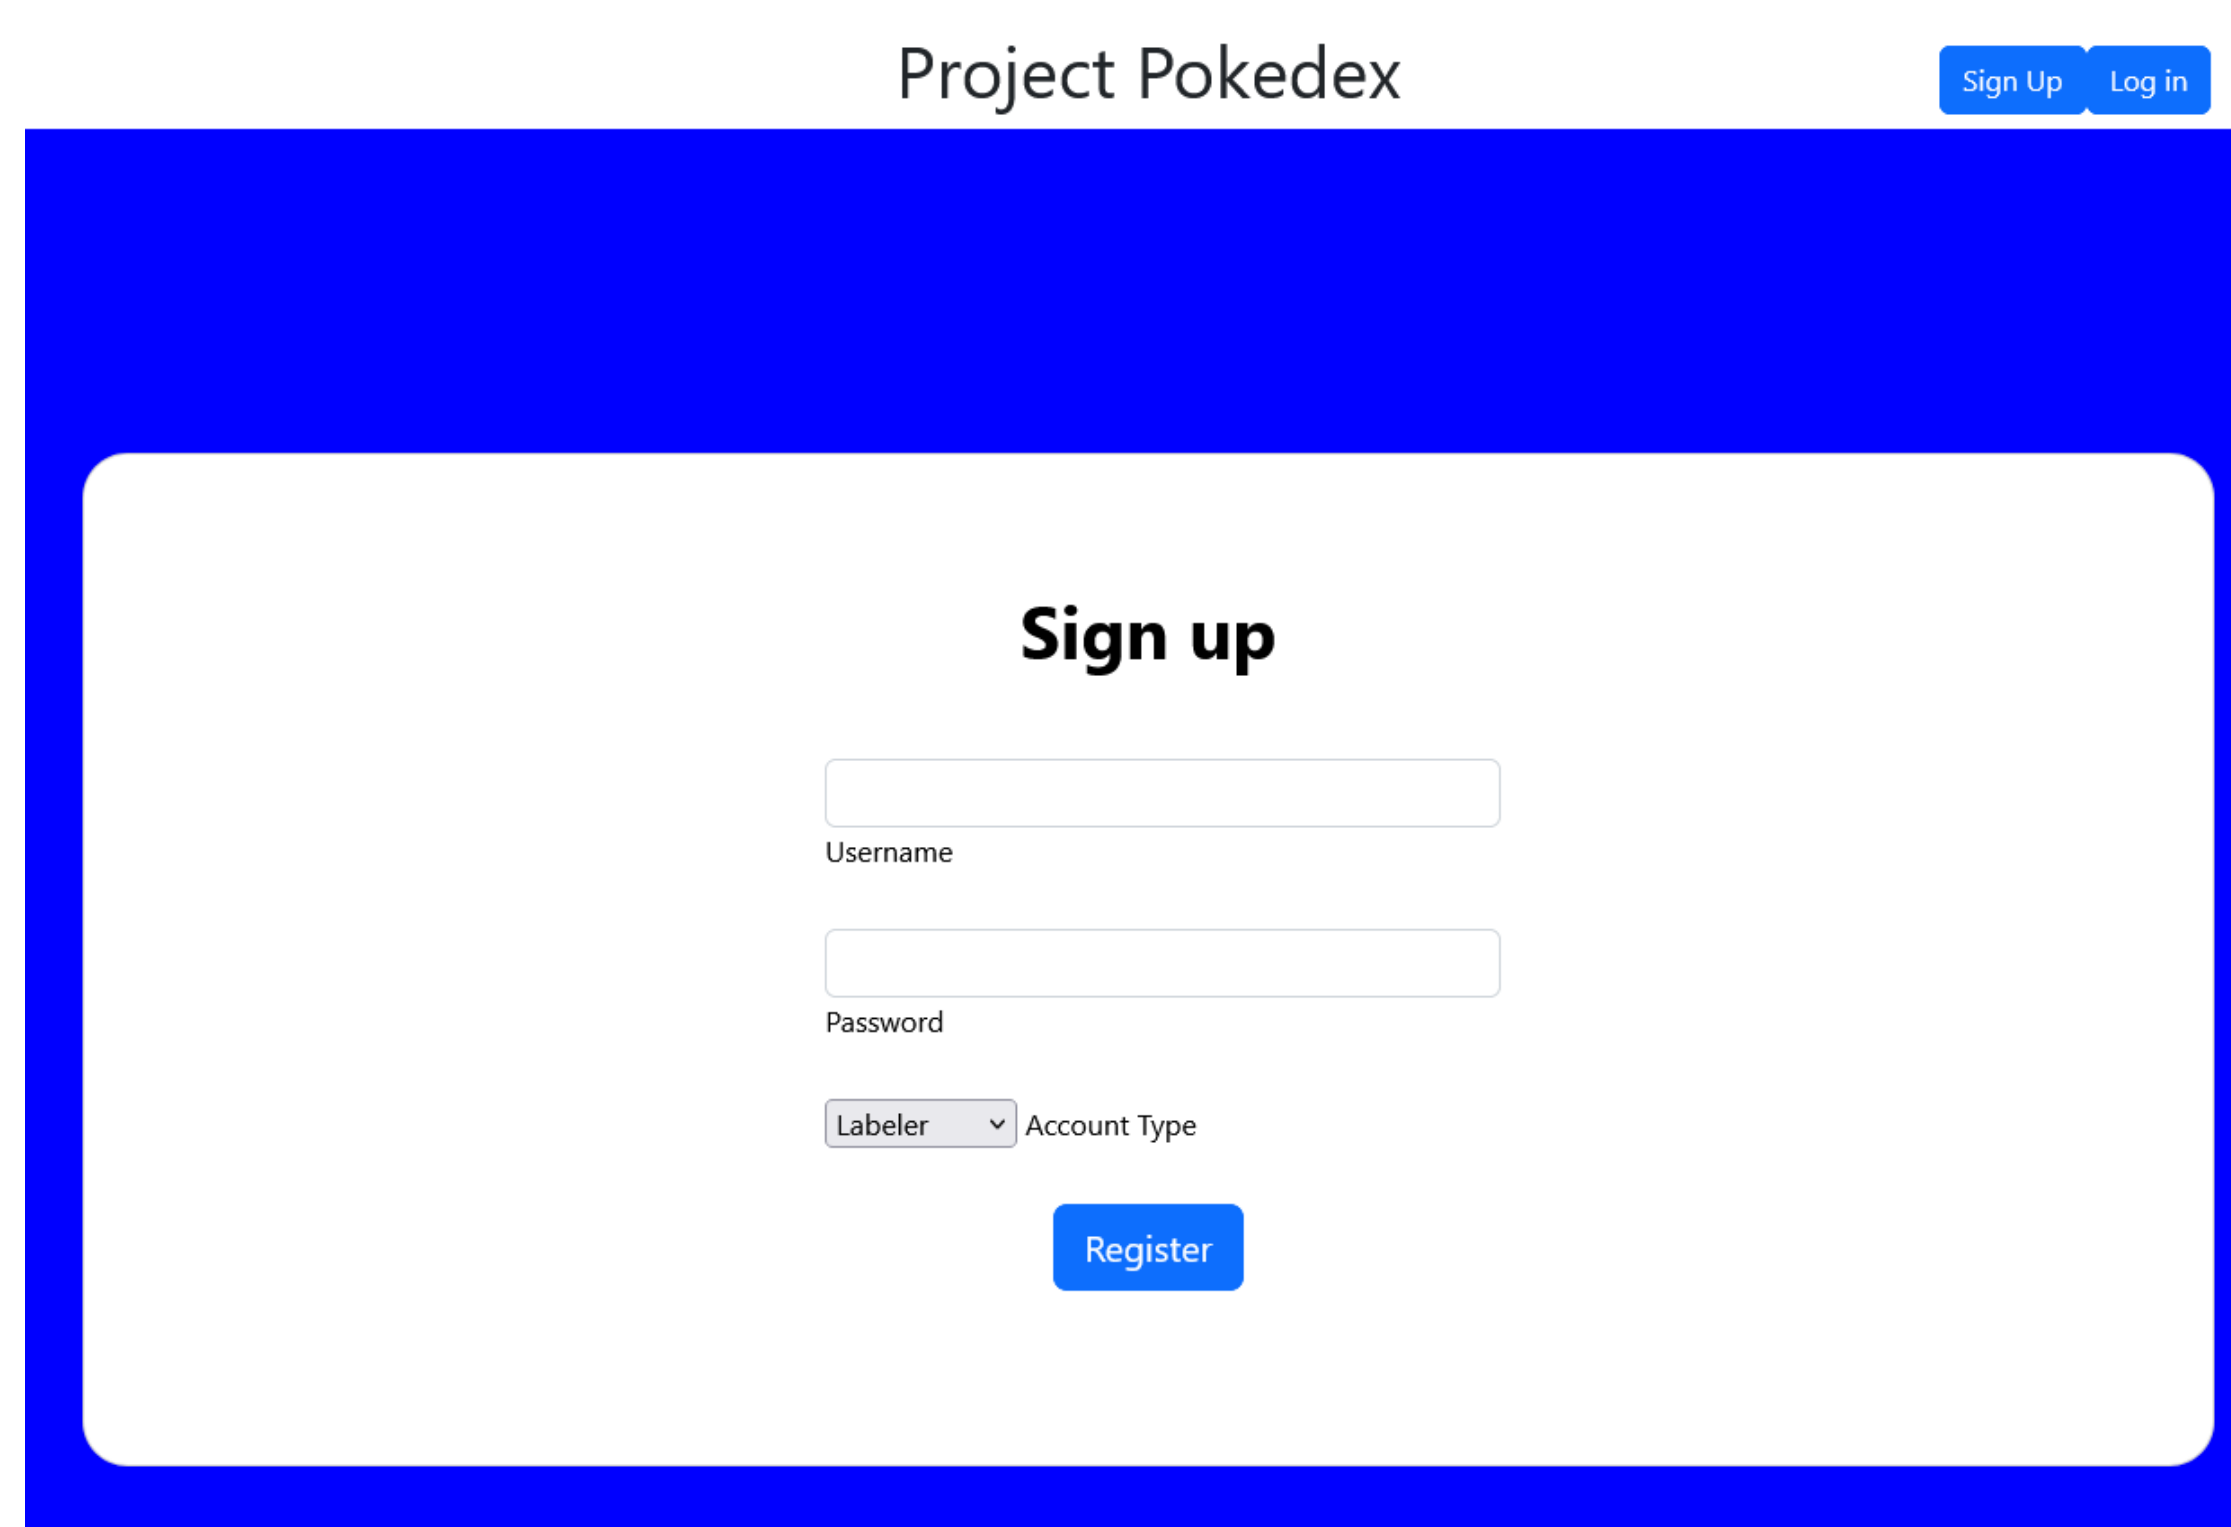 Project Pokedex
Sign Up Log in
Sign up
Username
Password
Labeler Account Type
Register